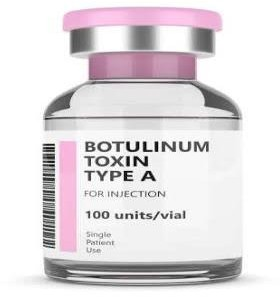 BOTULINUM
TOXIN
TYPE A
FOR INJECTION
100 units/vial
Single
Patient
Use